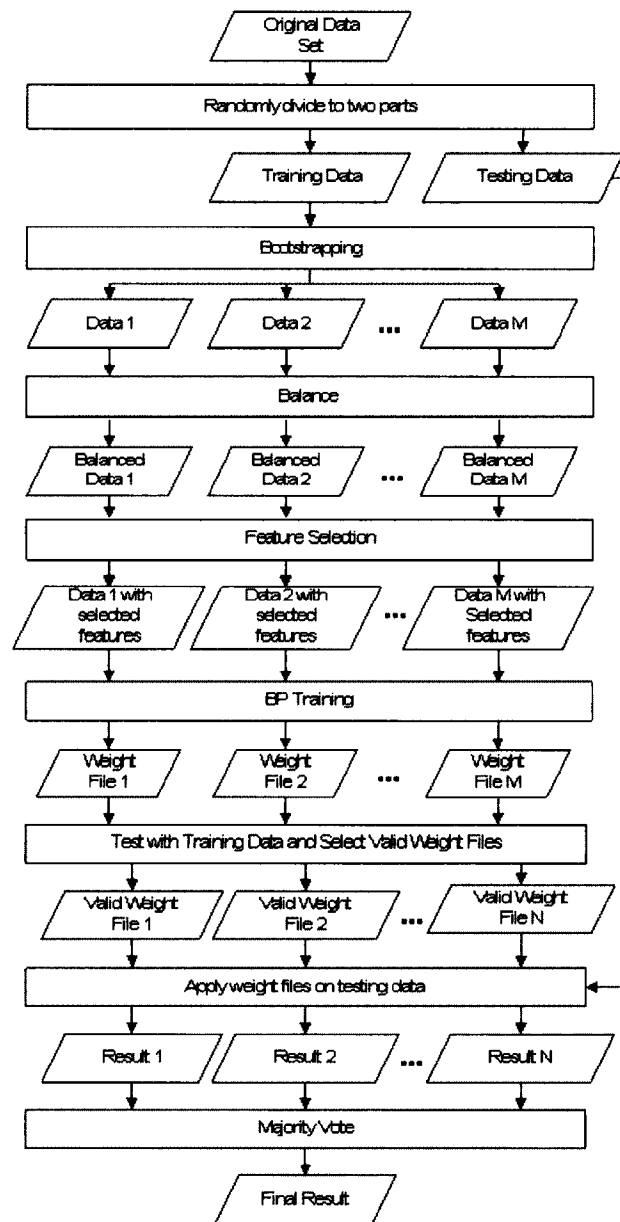 Original Data
Set
Randomly divide to two parts
Training Data
Testing Data
Bootstrapping
Data 1
Data 2
...
Data M
Balance
Balanced
Data 1
Balanced
Data 2
...
Balanced
Data M
Feature Selection
Data 1 with
selected
features
Data 2 with
selected
features
...
Data M with
Selected
features
BP Training
Weight
File 1
Weight
File 2
...
Weight
File M
Test with Training Data and Select Valid Weight Files
Valid Weight
File 1
Valid Weight
File 2
...
Valid Weight
File N
Apply weight files on testing data
Result 1
Result 2
...
Result N
Majority Vote
Final Result